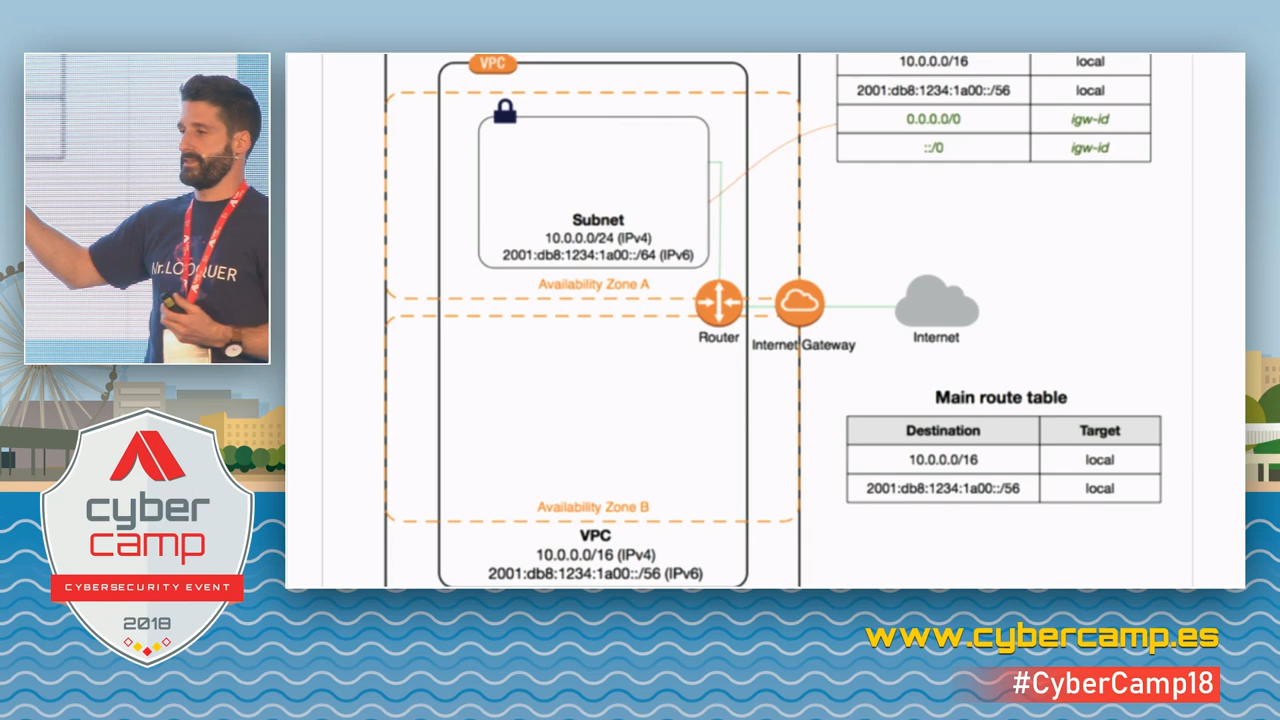 VPC
Subnet
10.0.0.0/24 (IPv4)
2001:db8:1234:1a00::/64 (IPv6)
Availability Zone A
Router
Internet Gateway
Internet
Availability Zone B
VPC
10.0.0.0/16 (IPv4)
2001:db8:1234:1a00::/56 (IPv6)
10.0.0.0/16 local
2001:db8:1234:1a00::/56 local
0.0.0.0/0 igw-id
::/0 igw-id
Main route table
Destination Target
10.0.0.0/16 local
2001:db8:1234:1a00::/56 local
Mr.LOOQUER
cyber
camp
CYBERSECURITY EVENT
2018
www.cybercamp.es
#CyberCamp18